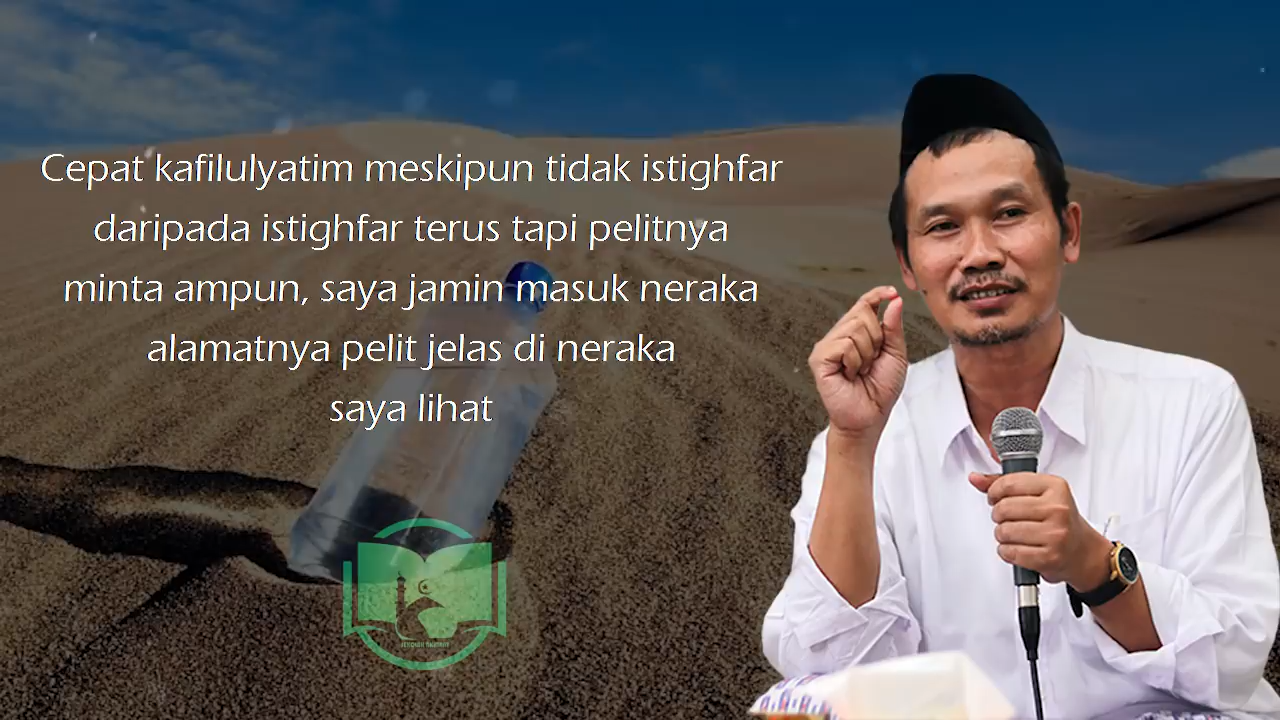 Cepat kafilulyatim meskipun tidak istighfar
daripada istighfar terus tapi pelitnya
minta ampun, saya jamin masuk neraka
alamatnya pelit jelas di neraka
saya lihat